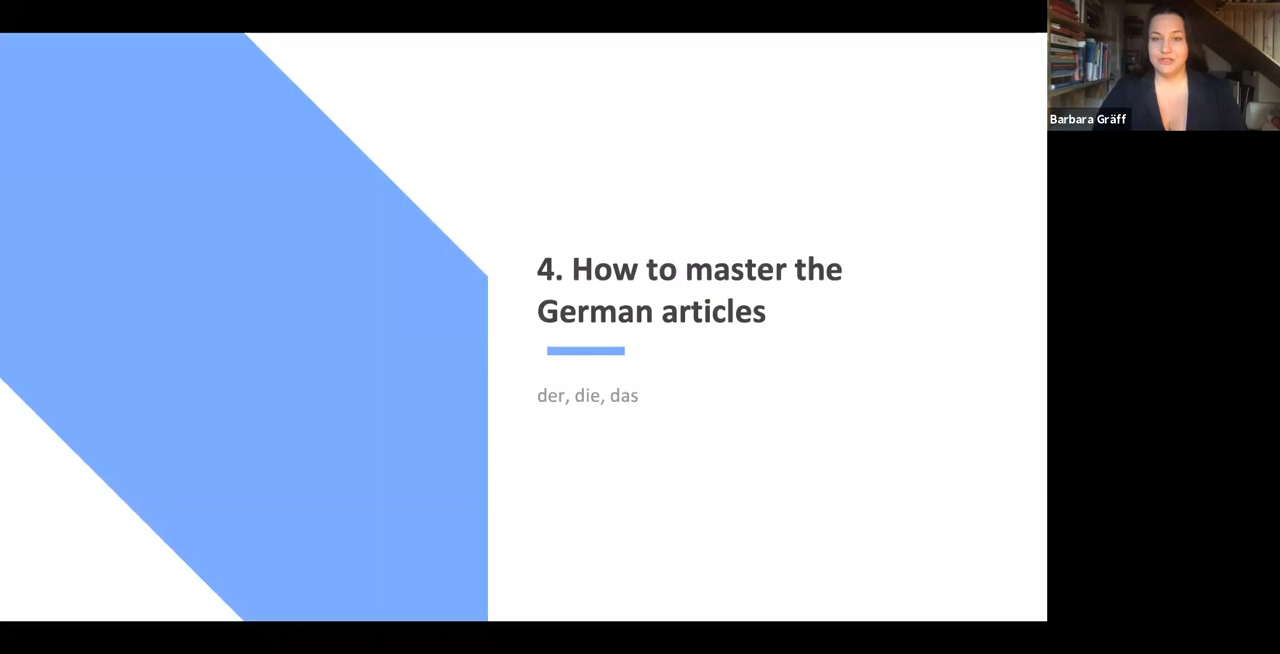 4. How to master the
German articles
der, die, das
Barbara Gräff